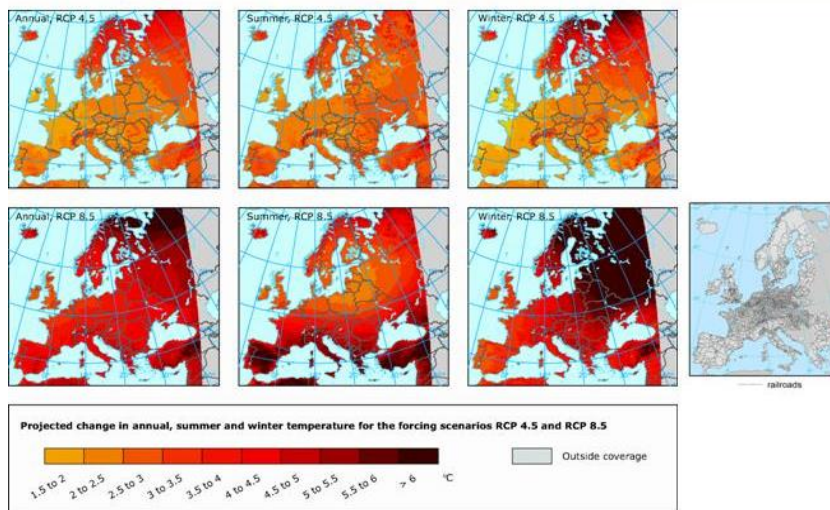 Annual, RCP 4.5
Summer, RCP 4.5
Winter, RCP 4.5
Annual, RCP 8.5
Summer, RCP 8.5
Winter, RCP 8.5
railroads
Projected change in annual, summer and winter temperature for the forcing scenarios RCP 4.5 and RCP 8.5
1.5 to 2
2 to 2.5
2.5 to 3
3 to 3.5
3.5 to 4
4 to 4.5
4.5 to 5
5 to 5.5
5.5 to 6
> 6
°C
Outside coverage